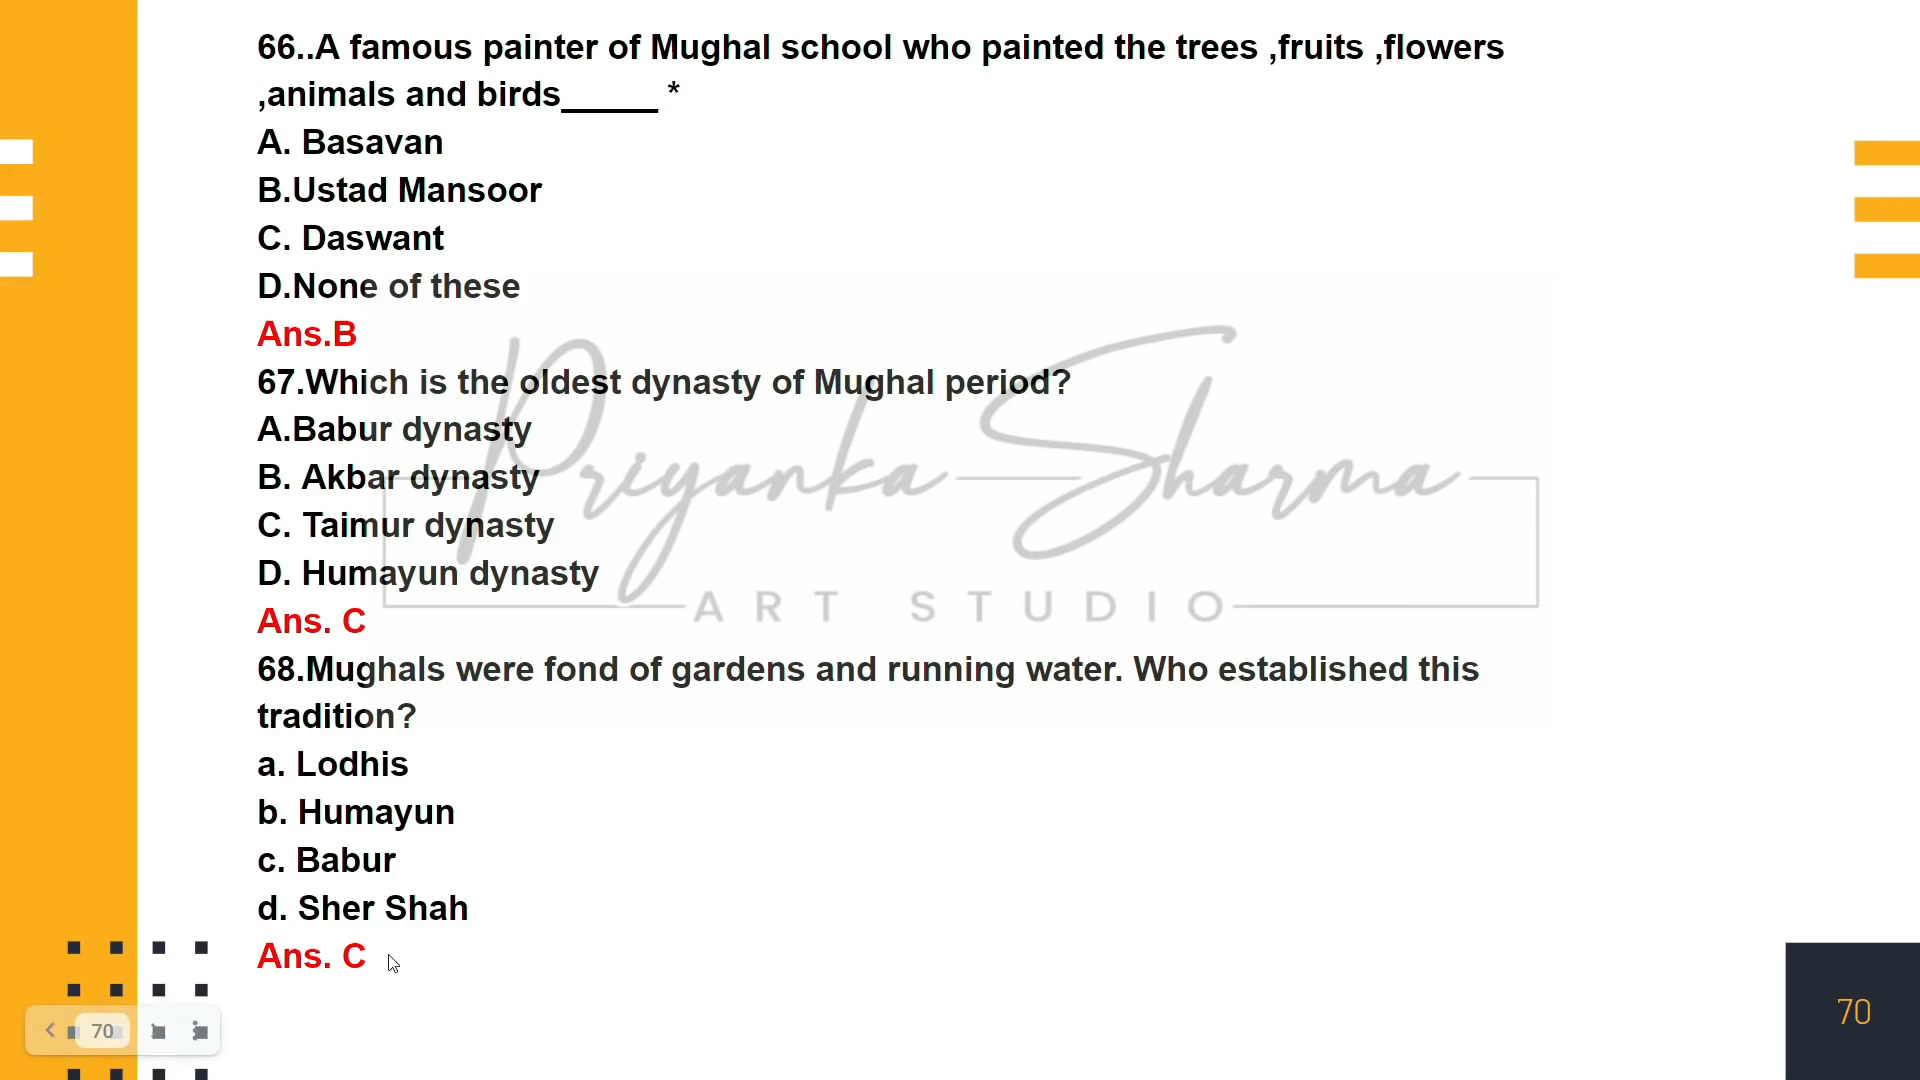 66..A famous painter of Mughal school who painted the trees ,fruits ,flowers
,animals and birds_____ *
A. Basavan
B.Ustad Mansoor
C. Daswant
D.None of these
Ans.B
67.Which is the oldest dynasty of Mughal period?
A.Babur dynasty
B. Akbar dynasty
C. Taimur dynasty
D. Humayun dynasty
Ans. C
Priyanka Sharma
ART STUDIO
68.Mughals were fond of gardens and running water. Who established this
tradition?
a. Lodhis
b. Humayun
c. Babur
d. Sher Shah
Ans. C
70
70